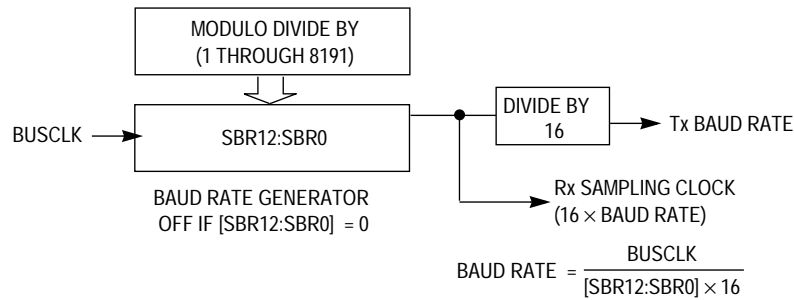 MODULO DIVIDE BY
(1 THROUGH 8191)
BUSCLK
SBR12:SBR0
DIVIDE BY
16
Tx BAUD RATE
BAUD RATE GENERATOR
OFF IF [SBR12:SBR0] = 0
Rx SAMPLING CLOCK
(16 × BAUD RATE)
BAUD RATE =
BUSCLK
[SBR12:SBR0] × 16